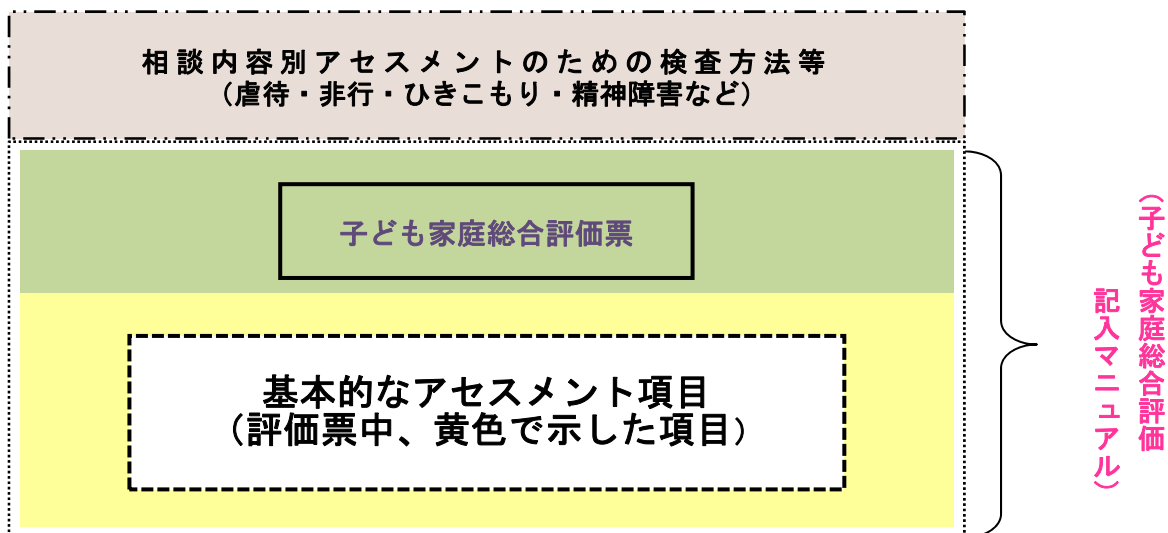 相談内容別アセスメントのための検査方法等
（虐待・非行・ひきこもり・精神障害など）
子ども家庭総合評価票
基本的なアセスメント項目
（評価票中、黄色で示した項目）
（子ども家庭総合評価
記入マニュアル）